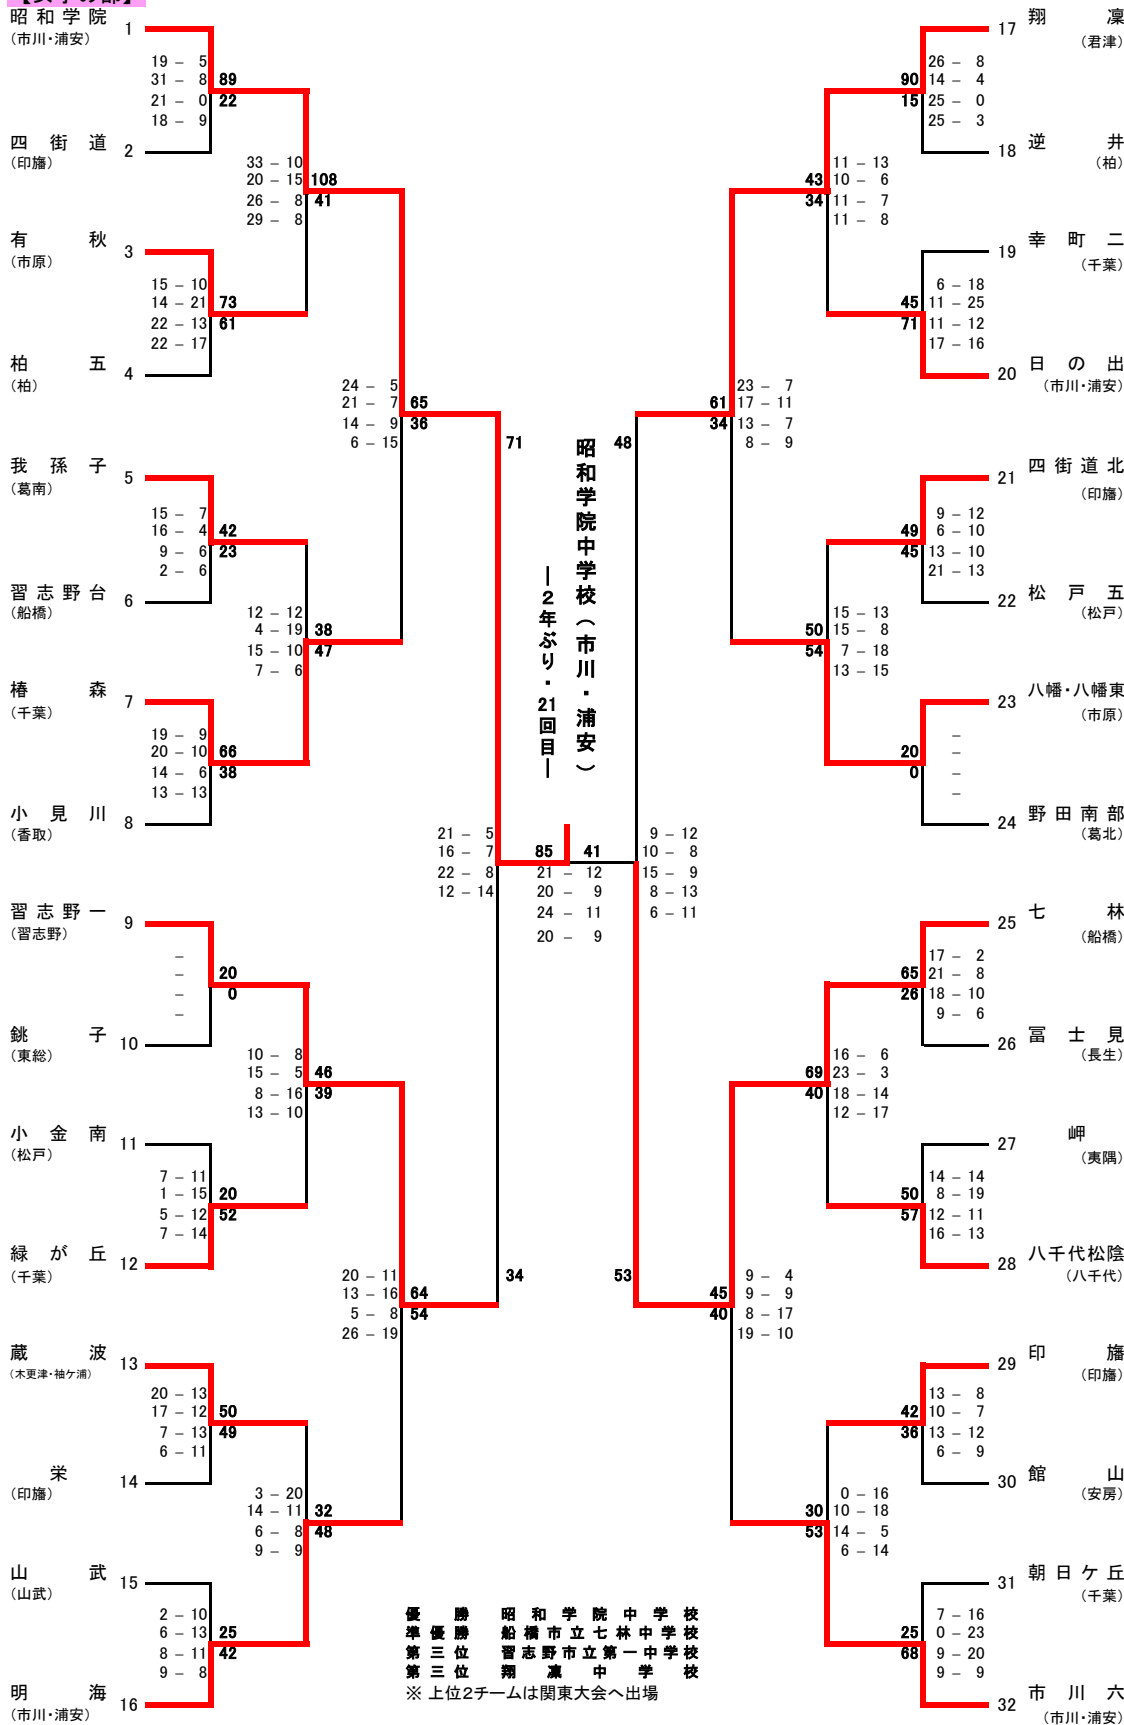 【女子の部】
昭和学院
(市川・浦安)
1
19 － 5
31 － 8
21 － 0
18 － 9
89
22
四街道
(印旛)
2
33 － 10
20 － 15
26 － 8
29 － 8
108
41
有秋
(市原)
3
15 － 10
14 － 21
22 － 13
22 － 17
73
61
柏五
(柏)
4
24 － 5
21 － 7
14 － 9
6 － 15
65
36
我孫子
(葛南)
5
15 － 7
16 － 4
9 － 6
2 － 6
42
23
習志野台
(船橋)
6
12 － 12
4 － 19
15 － 10
7 － 6
38
47
椿森
(千葉)
7
19 － 9
20 － 10
14 － 6
13 － 13
66
38
小見川
(香取)
8
21 － 5
16 － 7
22 － 8
12 － 14
71
34
習志野一
(習志野)
9
－
－
－
－
20
0
銚子
(東総)
10
10 － 8
15 － 5
8 － 16
13 － 10
46
39
小金南
(松戸)
11
7 － 11
1 － 15
5 － 12
7 － 14
20
52
緑が丘
(千葉)
12
20 － 11
13 － 16
5 － 8
26 － 19
64
54
蔵波
(木更津・袖ケ浦)
13
20 － 13
17 － 12
7 － 13
6 － 11
50
49
栄
(印旛)
14
3 － 20
14 － 11
6 － 8
9 － 9
32
48
山武
(山武)
15
2 － 10
6 － 13
8 － 11
9 － 8
25
42
明海
(市川・浦安)
16
昭和学院中学校（市川・浦安）
―2年ぶり・21回目―
85 41
21 － 12
20 － 9
24 － 11
20 － 9
翔凜
(君津)
17
26 － 8
14 － 4
25 － 0
25 － 3
90
15
逆井
(柏)
18
11 － 13
10 － 6
11 － 7
11 － 8
43
34
幸町二
(千葉)
19
6 － 18
11 － 25
11 － 12
17 － 16
45
71
日の出
(市川・浦安)
20
23 － 7
17 － 11
13 － 7
8 － 9
61
34
四街道北
(印旛)
21
9 － 12
6 － 10
13 － 10
21 － 13
49
45
松戸五
(松戸)
22
15 － 13
15 － 8
7 － 18
13 － 15
50
54
八幡・八幡東
(市原)
23
－
－
－
－
20
0
野田南部
(葛北)
24
9 － 12
10 － 8
15 － 9
8 － 13
6 － 11
48
53
七林
(船橋)
25
17 － 2
21 － 8
18 － 10
9 － 6
65
26
冨士見
(長生)
26
16 － 6
23 － 3
18 － 14
12 － 17
69
40
岬
(夷隅)
27
14 － 14
8 － 19
12 － 11
16 － 13
50
57
八千代松陰
(八千代)
28
9 － 4
9 － 9
8 － 17
19 － 10
45
40
印旛
(印旛)
29
13 － 8
10 － 7
13 － 12
6 － 9
42
36
館山
(安房)
30
0 － 16
10 － 18
14 － 5
6 － 14
30
53
朝日ケ丘
(千葉)
31
7 － 16
0 － 23
9 － 20
9 － 9
25
68
市川六
(市川・浦安)
32
優勝 昭和学院中学校
準優勝 船橋市立七林中学校
第三位 習志野市立第一中学校
第三位 翔凜中学校
※ 上位2チームは関東大会へ出場